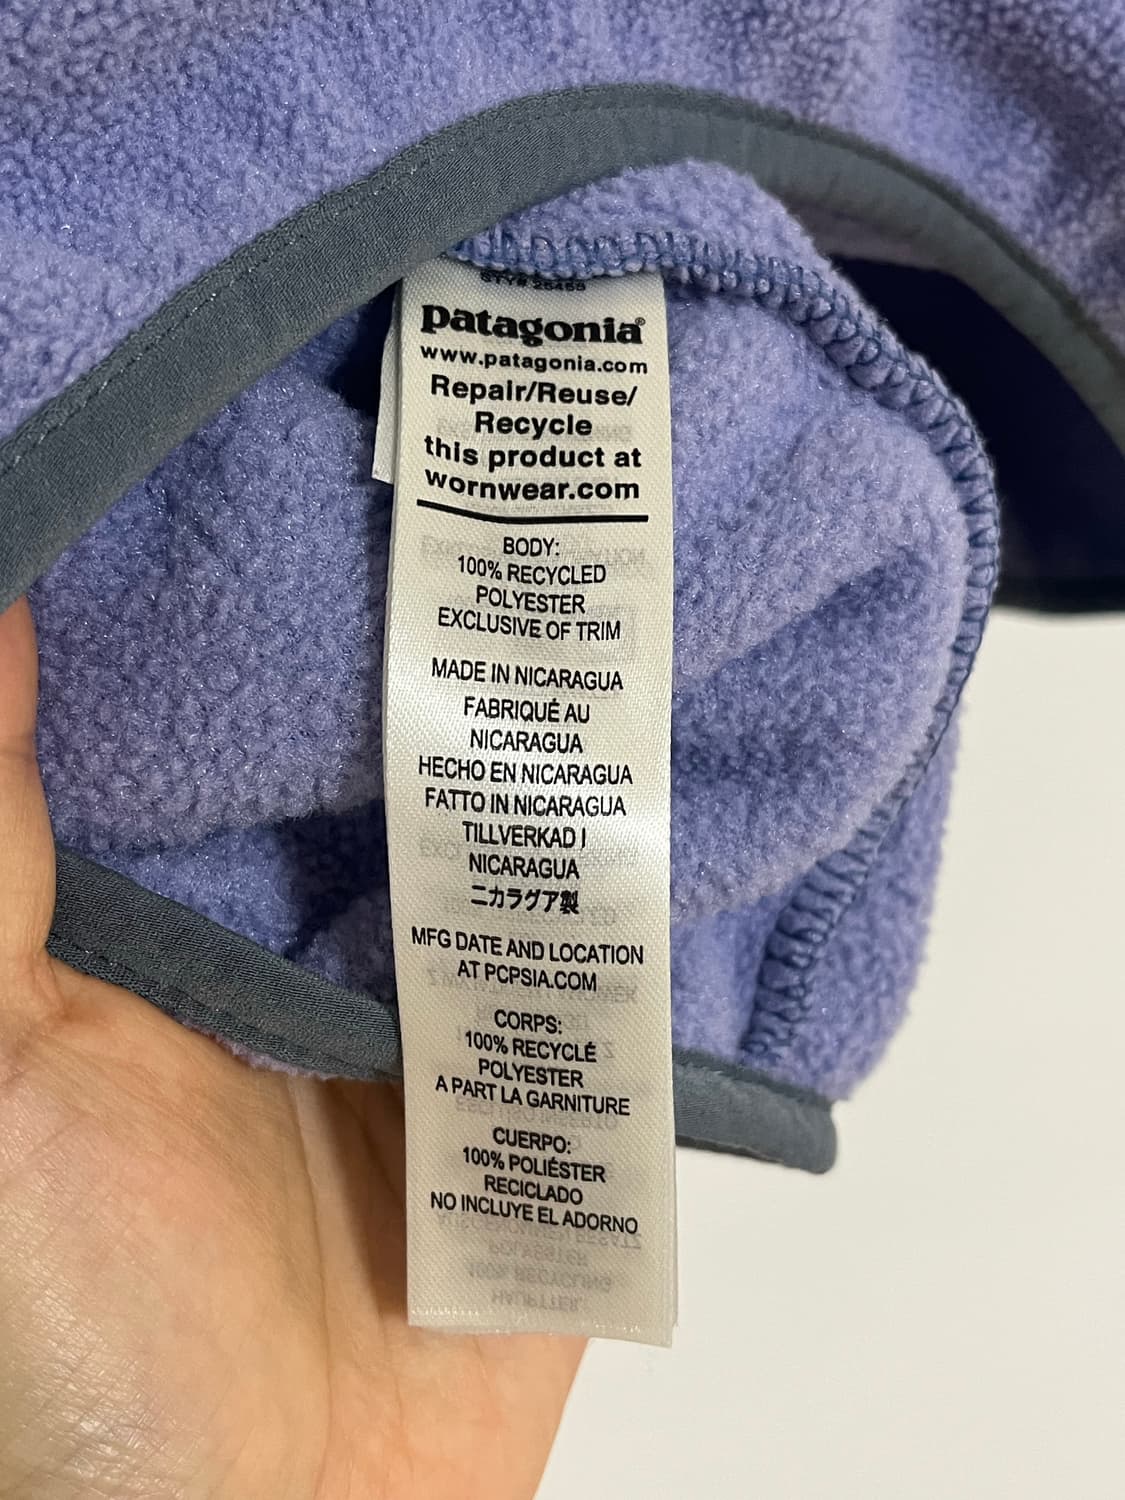 STY# 25455
patagonia®
www.patagonia.com
Repair/Reuse/
Recycle
this product at
wornwear.com
BODY:
100% RECYCLED
POLYESTER
EXCLUSIVE OF TRIM
MADE IN NICARAGUA
FABRIQUÉ AU
NICARAGUA
HECHO EN NICARAGUA
FATTO IN NICARAGUA
TILLVERKAD I
NICARAGUA
ニカラグア製
MFG DATE AND LOCATION
AT PCPSIA.COM
CORPS:
100% RECYCLÉ
POLYESTER
A PART LA GARNITURE
CUERPO:
100% POLIÉSTER
RECICLADO
NO INCLUYE EL ADORNO